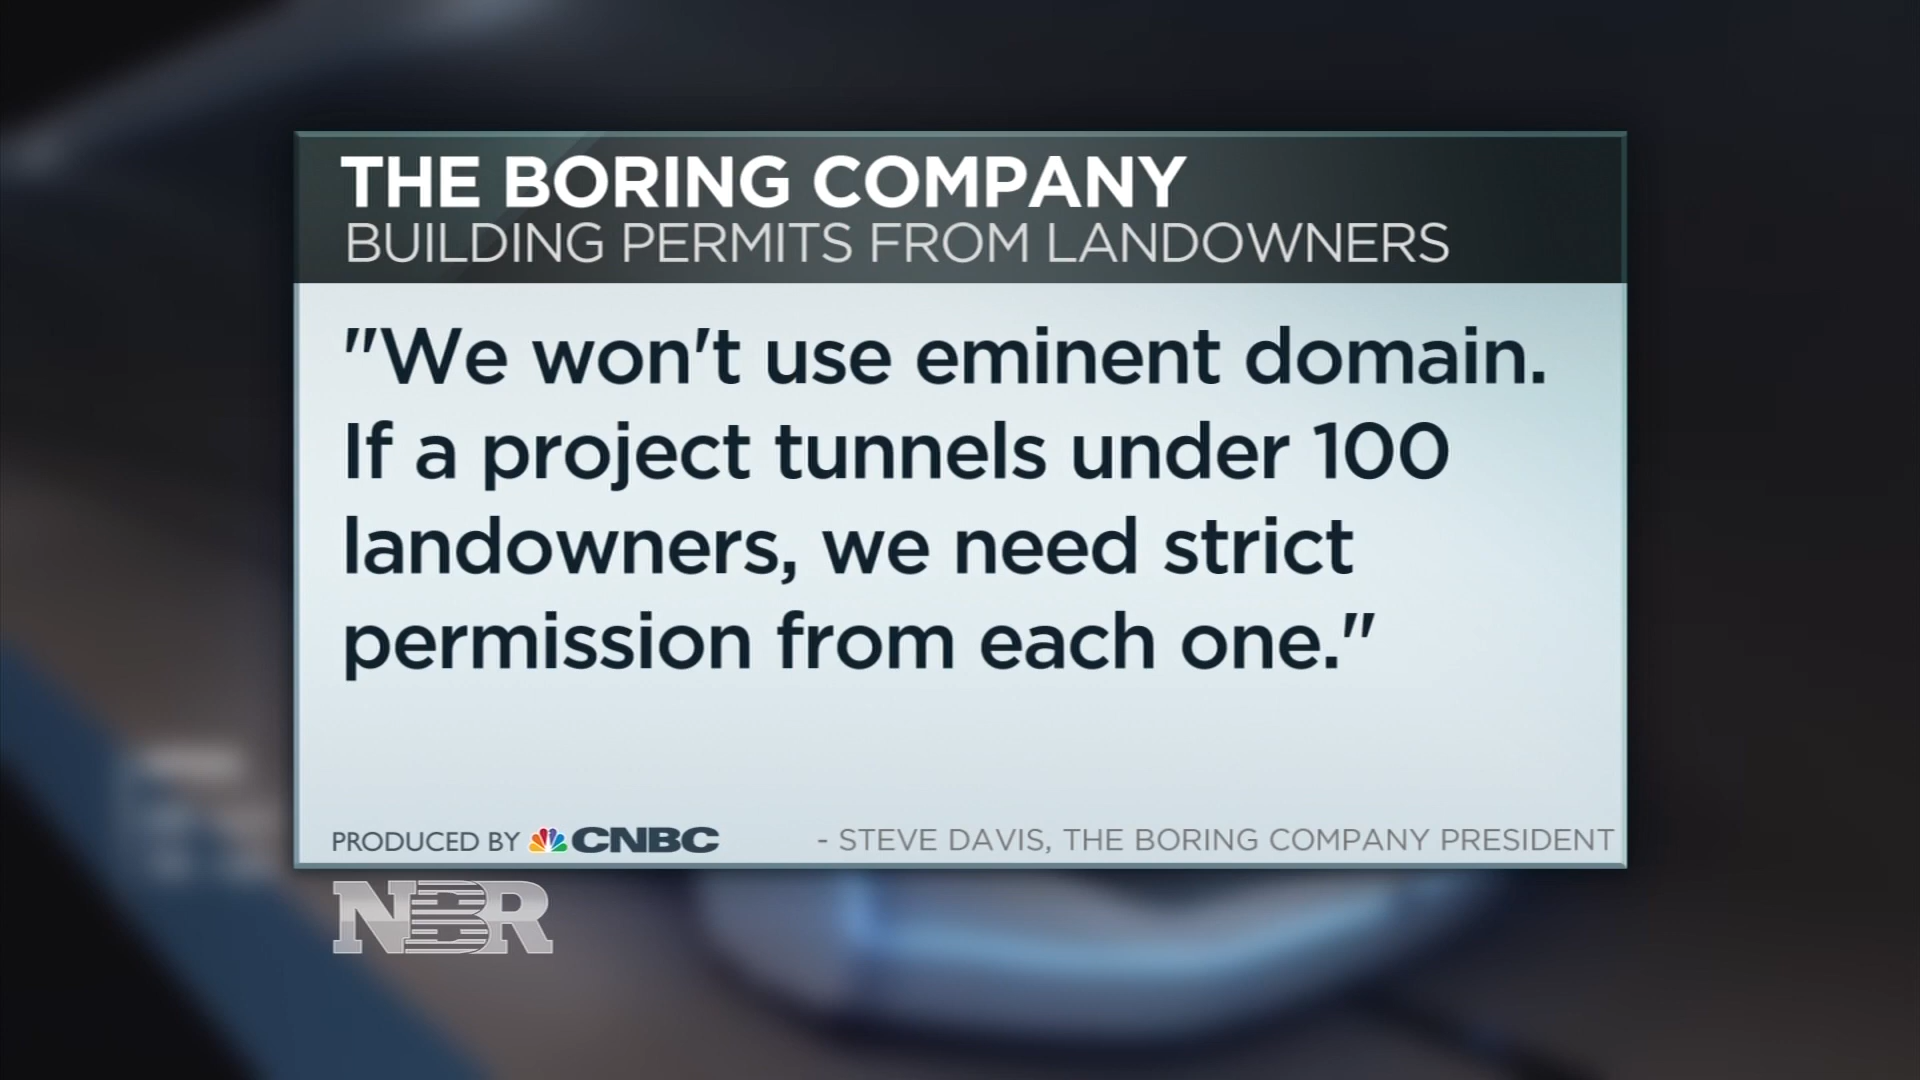 THE BORING COMPANY
BUILDING PERMITS FROM LANDOWNERS
"We won't use eminent domain.
If a project tunnels under 100
landowners, we need strict
permission from each one."
PRODUCED BY CNBC
- STEVE DAVIS, THE BORING COMPANY PRESIDENT
NBR